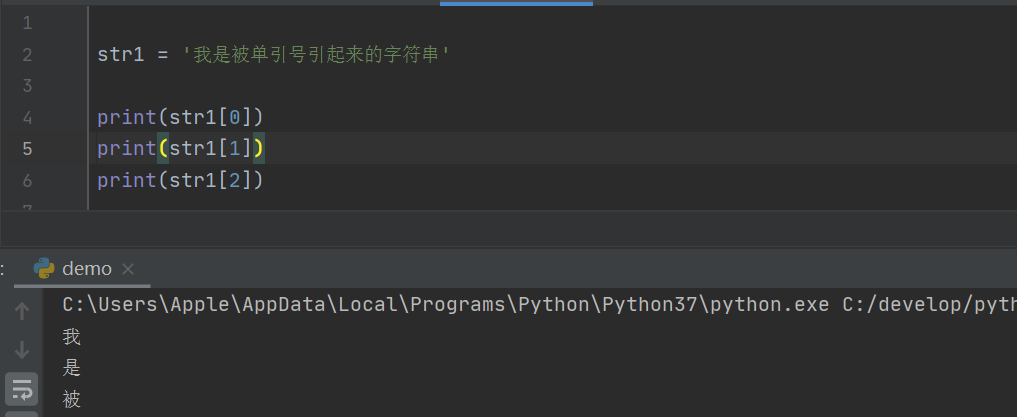 1
2 str1 = '我是被单引号引起来的字符串'
3
4 print(str1[0])
5 print(str1[1])
6 print(str1[2])
: demo ×
C:\Users\Apple\AppData\Local\Programs\Python\Python37\python.exe C:/develop/pyth
我
是
被